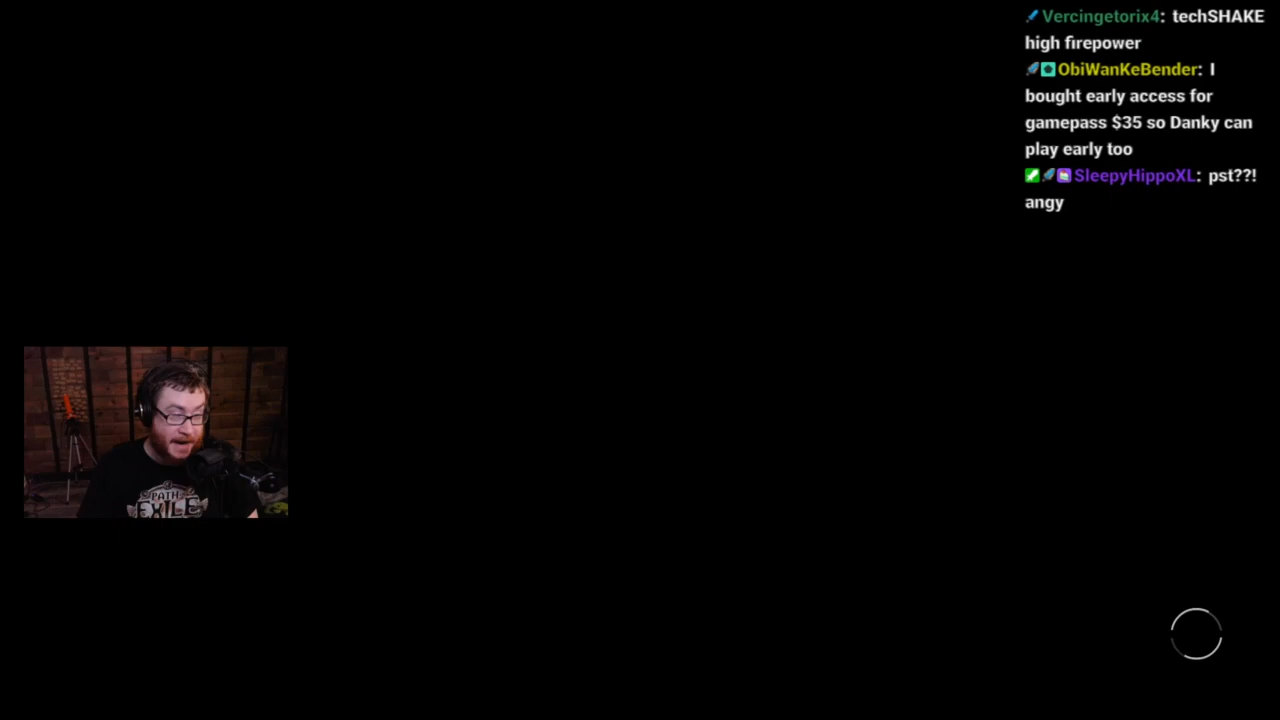 Vercingetorix4: techSHAKE
high firepower
ObiWanKeBender: I
bought early access for
gamepass $35 so Danky can
play early too
SleepyHippoXL: pst??!
angy
PATH
EXILE